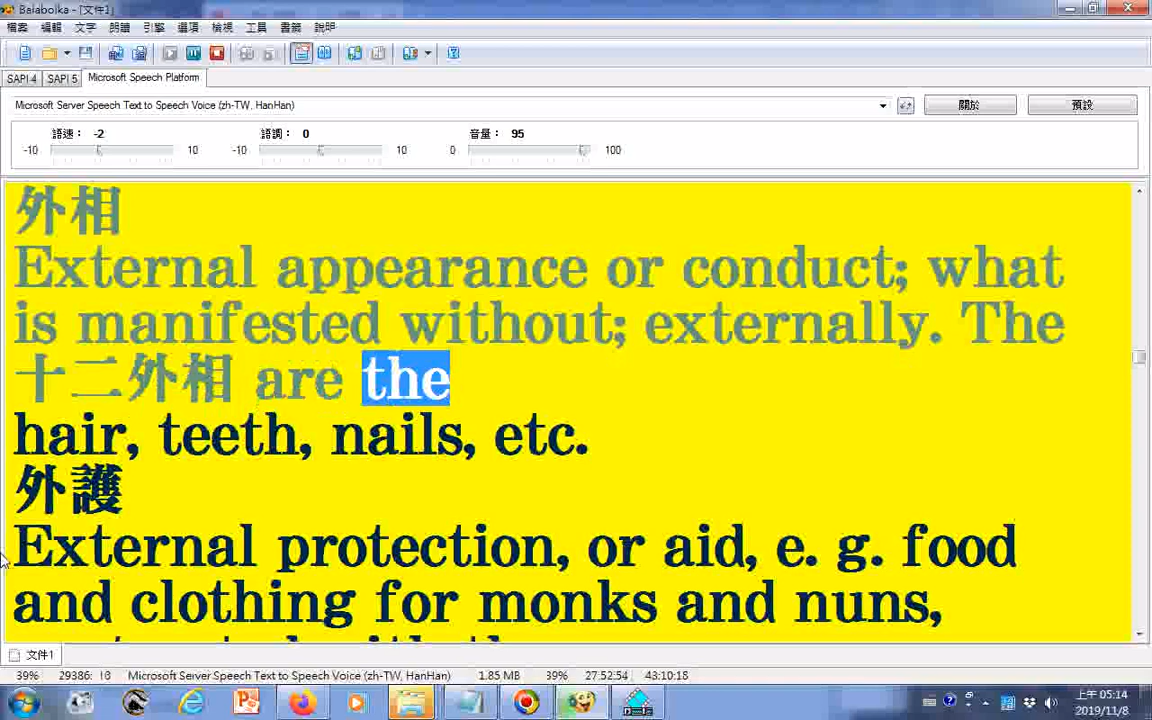 Balabolka - [文件1]
檔案 編輯 文字 朗讀 引擎 選項 檢視 工具 書籤 說明
SAPI 4 SAPI 5 Microsoft Speech Platform
Microsoft Server Speech Text to Speech Voice (zh-TW, HanHan) 關於 預設
語速： -2 語調： 0 音量： 95
-10 10 -10 10 0 100
外相
External appearance or conduct; what
is manifested without; externally. The
十二外相 are the
hair, teeth, nails, etc.
外護
External protection, or aid, e. g. food
and clothing for monks and nuns,
文件1
39% 29386: 18 Microsoft Server Speech Text to Speech Voice (zh-TW, HanHan) 1.85 MB 39% 27:52:54 43:10:18
上午 05:14
2019/11/8